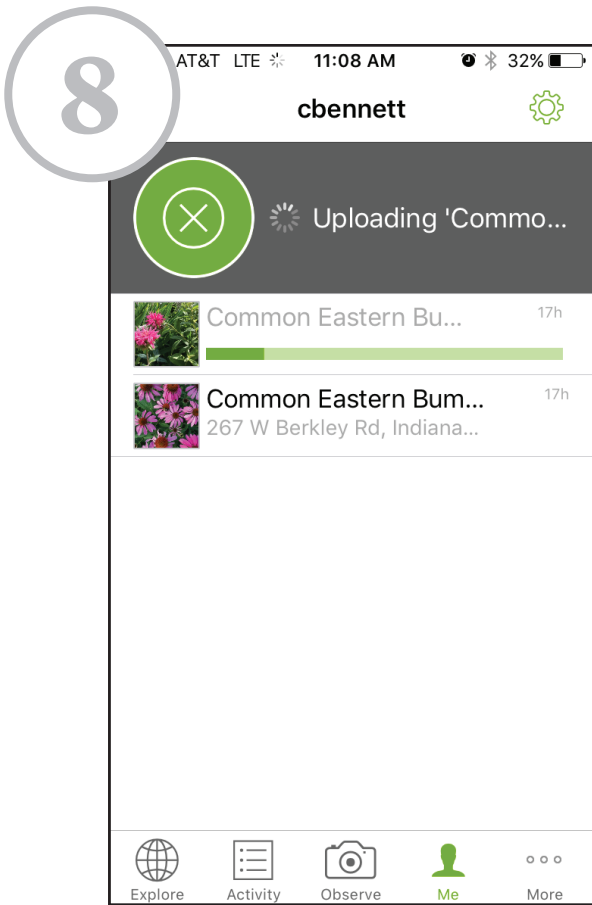 8
AT&T LTE 11:08 AM 32%
cbennett
Uploading 'Commo...
Common Eastern Bu... 17h
Common Eastern Bum... 17h
267 W Berkley Rd, Indiana...
Explore Activity Observe Me More